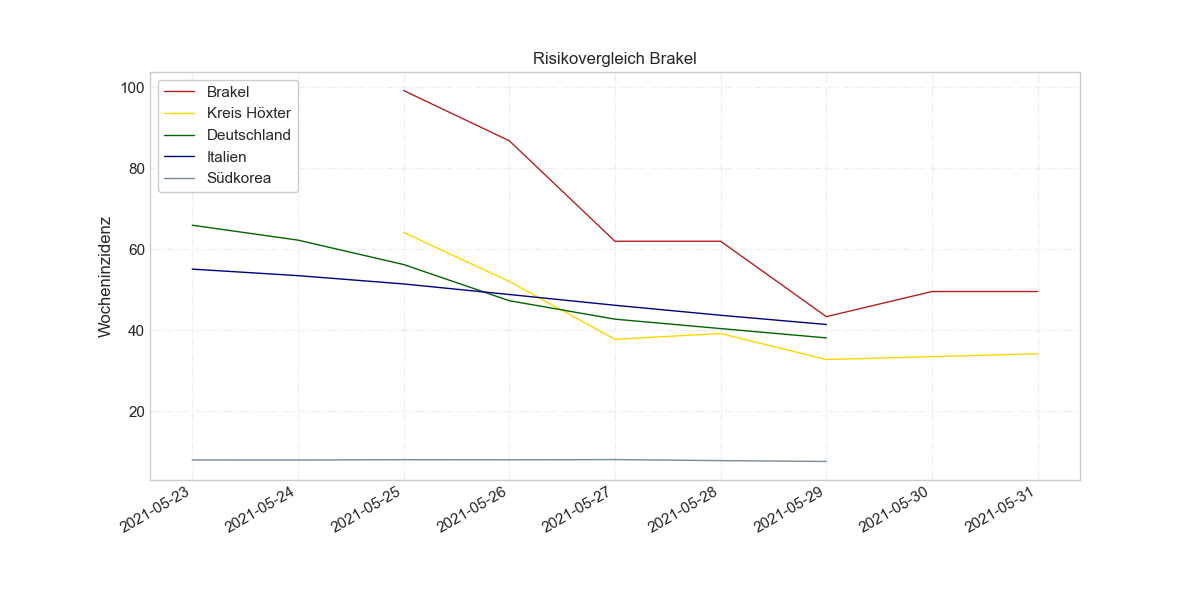 Risikovergleich Brakel
Brakel
Kreis Höxter
Deutschland
Italien
Südkorea
Wocheninzidenz
100
80
60
40
20
2021-05-23
2021-05-24
2021-05-25
2021-05-26
2021-05-27
2021-05-28
2021-05-29
2021-05-30
2021-05-31